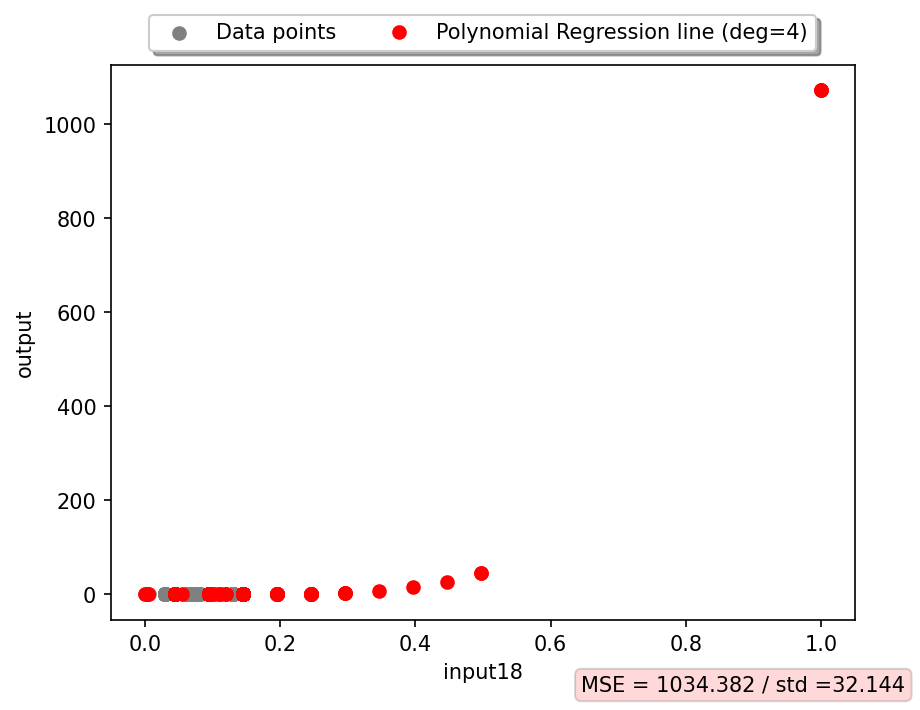 Data points
Polynomial Regression line (deg=4)
1000
800
600
400
200
0
output
0.0
0.2
0.4
0.6
0.8
1.0
input18
MSE = 1034.382 / std =32.144